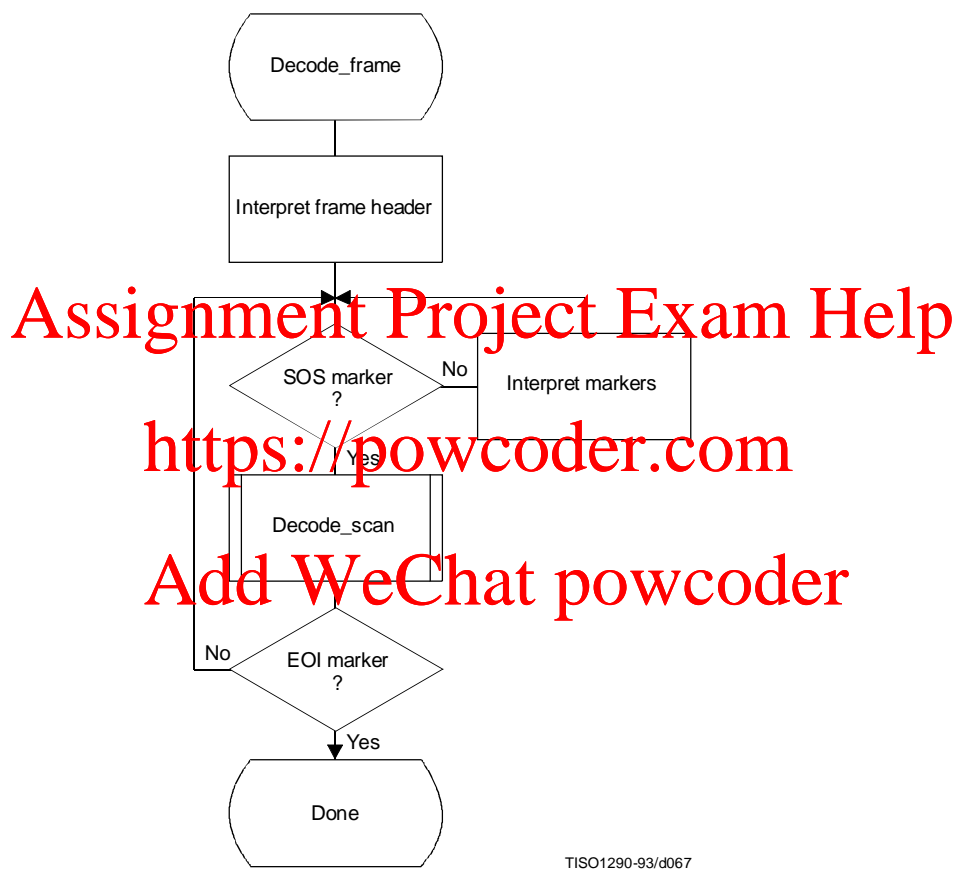 Decode_frame
Interpret frame header
Assignment Project Exam Help
SOS marker
?
No
Interpret markers
https://powcoder.com
Yes
Decode_scan
Add WeChat powcoder
No
EOI marker
?
Yes
Done
TISO1290-93/d067